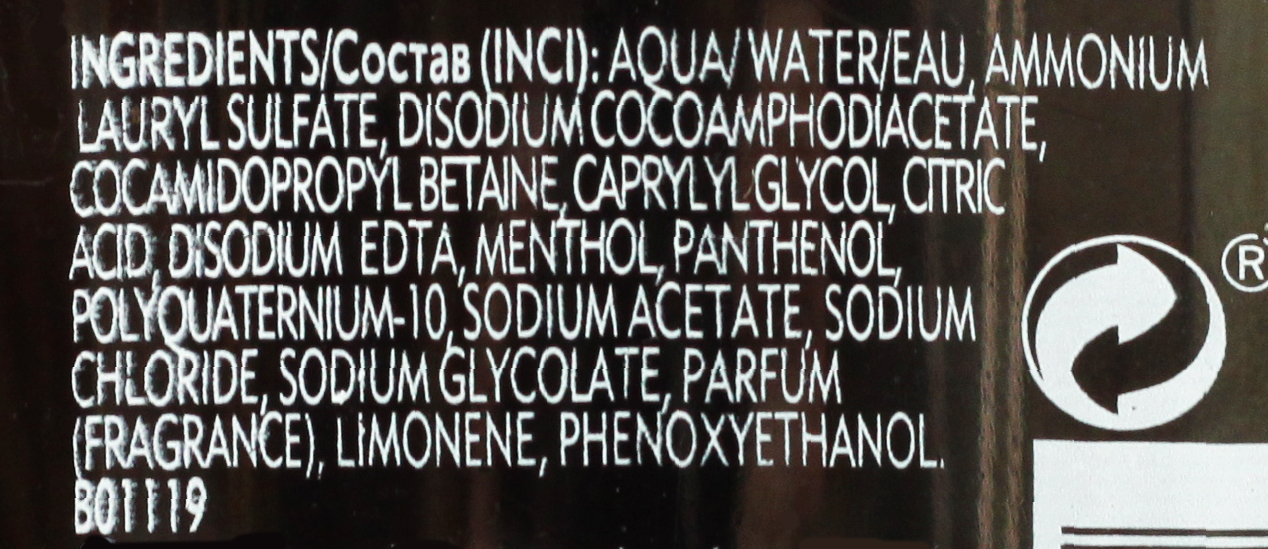 INGREDIENTS/Состав (INCI): AQUA/ WATER/EAU, AMMONIUM
LAURYL SULFATE, DISODIUM COCOAMPHODIACETATE,
COCAMIDOPROPYL BETAINE, CAPRYLYL GLYCOL, CITRIC
ACID, DISODIUM EDTA, MENTHOL, PANTHENOL,
POLYQUATERNIUM-10, SODIUM ACETATE, SODIUM
CHLORIDE, SODIUM GLYCOLATE, PARFUM
(FRAGRANCE), LIMONENE, PHENOXYETHANOL.
B01119
®